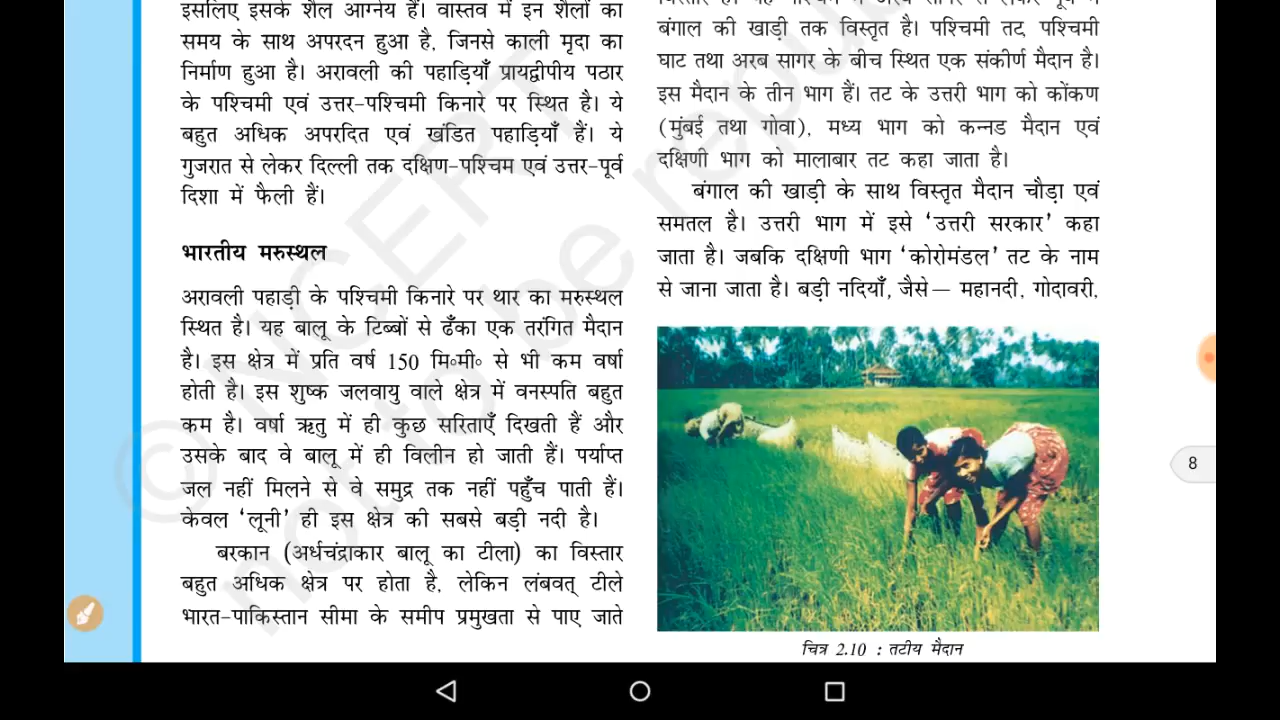 इसलिए इसके शैल आग्नेय हैं। वास्तव में इन शैलों का
समय के साथ अपरदन हुआ है, जिनसे काली मृदा का
निर्माण हुआ है। अरावली की पहाड़ियाँ प्रायद्वीपीय पठार
के पश्चिमी एवं उत्तर-पश्चिमी किनारे पर स्थित है। ये
बहुत अधिक अपरदित एवं खंडित पहाड़ियाँ हैं। ये
गुजरात से लेकर दिल्ली तक दक्षिण-पश्चिम एवं उत्तर-पूर्व
दिशा में फैली हैं।
भारतीय मरुस्थल
अरावली पहाड़ी के पश्चिमी किनारे पर थार का मरुस्थल
स्थित है। यह बालू के टिब्बों से ढँका एक तरंगित मैदान
है। इस क्षेत्र में प्रति वर्ष 150 मि॰मी॰ से भी कम वर्षा
होती है। इस शुष्क जलवायु वाले क्षेत्र में वनस्पति बहुत
कम है। वर्षा ऋतु में ही कुछ सरिताएँ दिखती हैं और
उसके बाद वे बालू में ही विलीन हो जाती हैं। पर्याप्त
जल नहीं मिलने से वे समुद्र तक नहीं पहुँच पाती हैं।
केवल ‘लूनी’ ही इस क्षेत्र की सबसे बड़ी नदी है।
बरकान (अर्धचंद्राकार बालू का टीला) का विस्तार
बहुत अधिक क्षेत्र पर होता है, लेकिन लंबवत् टीले
भारत-पाकिस्तान सीमा के समीप प्रमुखता से पाए जाते
बंगाल की खाड़ी तक विस्तृत है। पश्चिमी तट, पश्चिमी
घाट तथा अरब सागर के बीच स्थित एक संकीर्ण मैदान है।
इस मैदान के तीन भाग हैं। तट के उत्तरी भाग को कोंकण
(मुंबई तथा गोवा), मध्य भाग को कन्नड मैदान एवं
दक्षिणी भाग को मालाबार तट कहा जाता है।
बंगाल की खाड़ी के साथ विस्तृत मैदान चौड़ा एवं
समतल है। उत्तरी भाग में इसे ‘उत्तरी सरकार’ कहा
जाता है। जबकि दक्षिणी भाग ‘कोरोमंडल’ तट के नाम
से जाना जाता है। बड़ी नदियाँ, जैसे— महानदी, गोदावरी,
चित्र 2.10 : तटीय मैदान
8
© NCERT
not to be republ